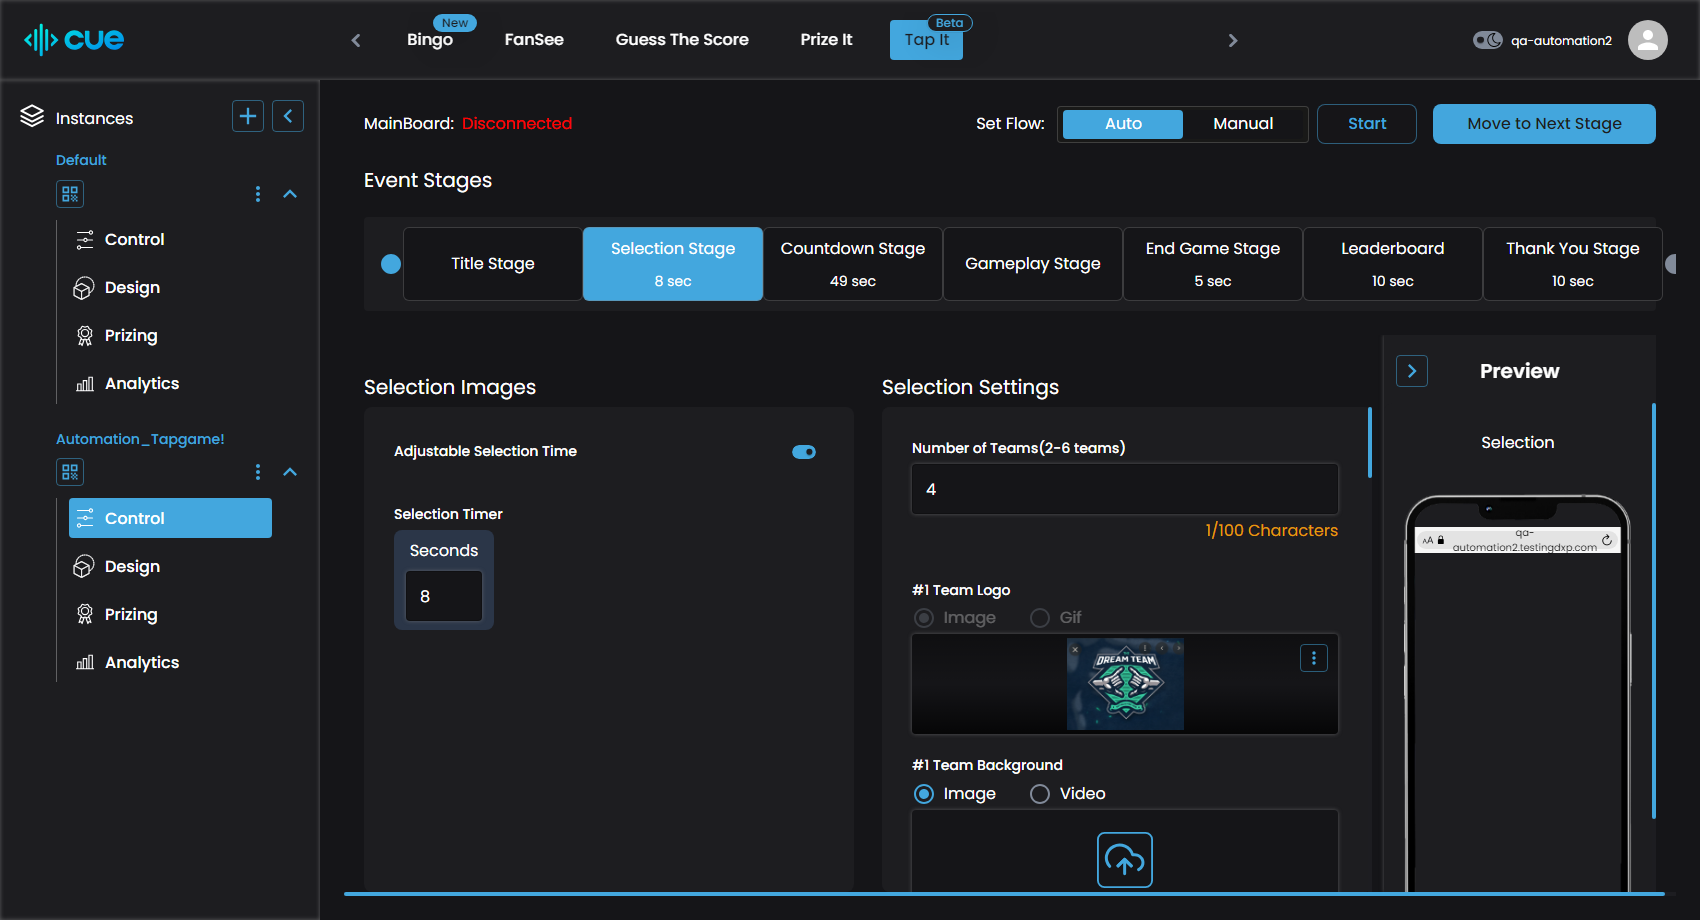 cue
New
Bingo
FanSee
Guess The Score
Prize It
Beta
Tap It
qa-automation2
Instances
Default
Control
Design
Prizing
Analytics
Automation_Tapgame!
Control
Design
Prizing
Analytics
MainBoard: Disconnected
Set Flow:
Auto
Manual
Start
Move to Next Stage
Event Stages
Title Stage
Selection Stage
8 sec
Countdown Stage
49 sec
Gameplay Stage
End Game Stage
5 sec
Leaderboard
10 sec
Thank You Stage
10 sec
Selection Images
Adjustable Selection Time
Selection Timer
Seconds
8
Selection Settings
Number of Teams(2-6 teams)
4
1/100 Characters
#1 Team Logo
Image
Gif
DREAM TEAM
#1 Team Background
Image
Video
Preview
Selection
AA
qa-
automation2.testingdxp.com